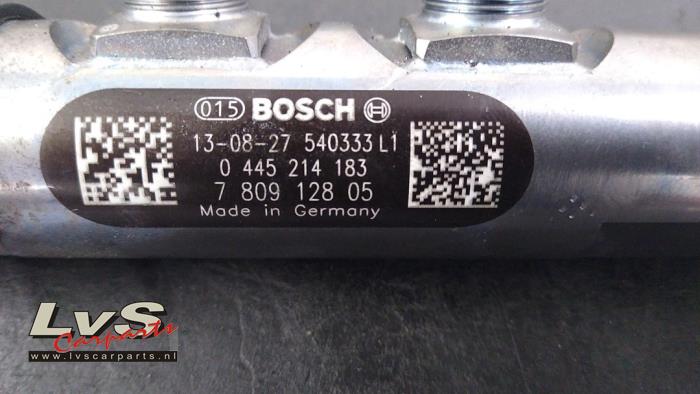 015 BOSCH
13-08-27 540333 L1
0 445 214 183
7 809 128 05
Made in Germany
LvS
Carparts
www.lvscarparts.nl